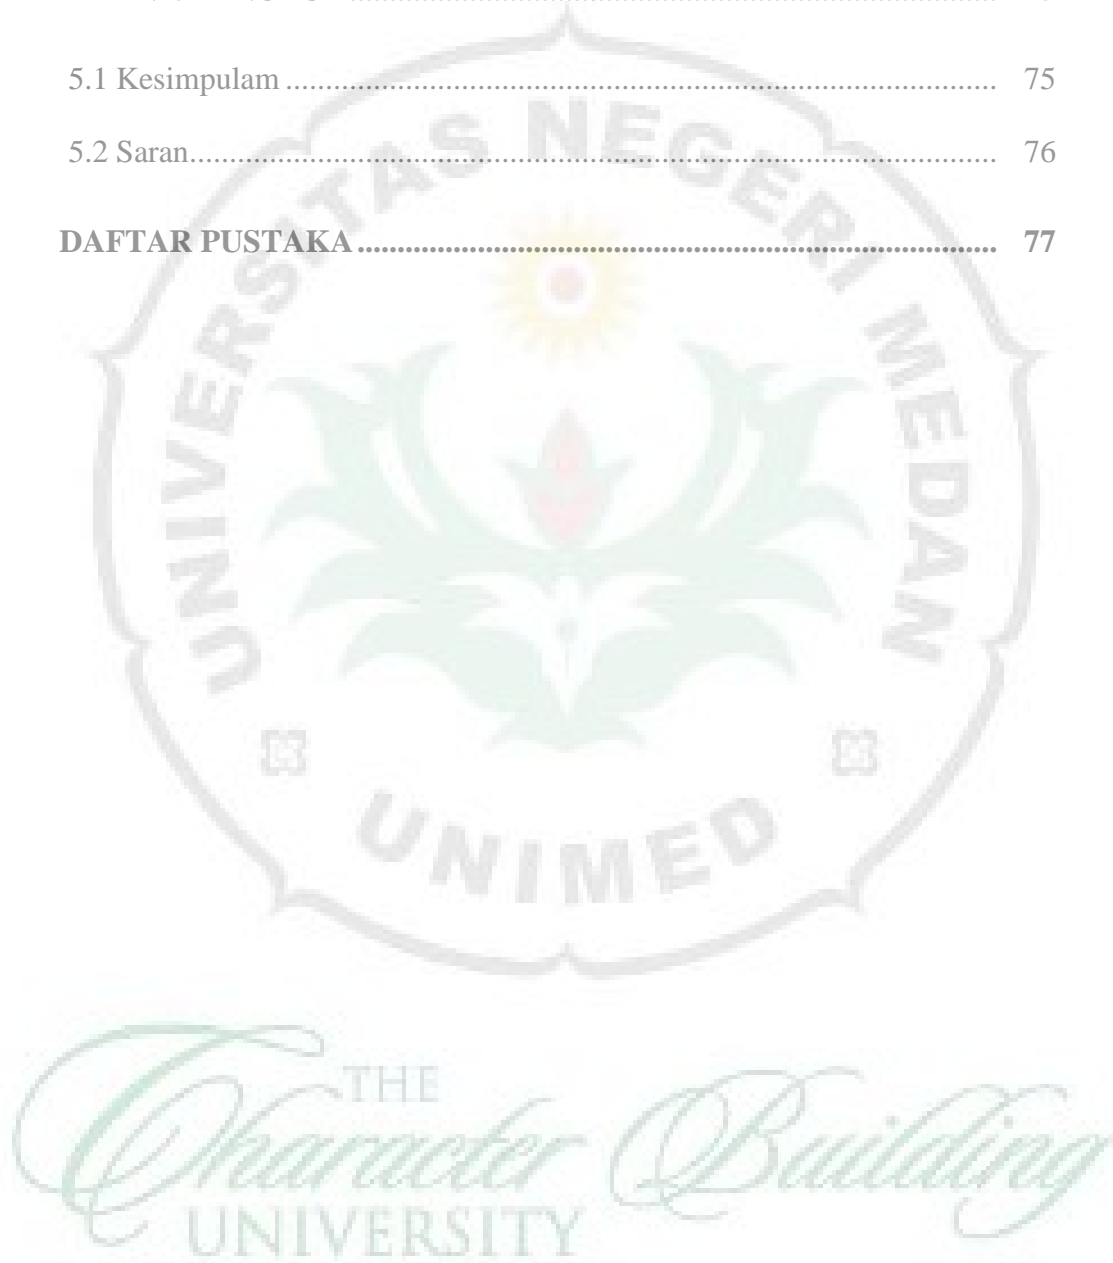 5.1 Kesimpulam ........................................................................................ 75
5.2 Saran.................................................................................................... 76
DAFTAR PUSTAKA ................................................................................. 77
UNIVERSITAS NEGERI MEDAN
UNIMED
THE
Character Building
UNIVERSITY